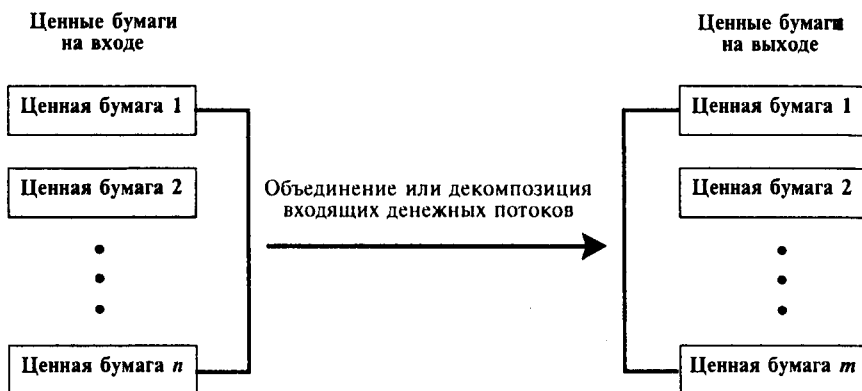 Ценные бумаги
на входе
Ценные бумаги
на выходе
Ценная бумага 1
Ценная бумага 1
Ценная бумага 2
Ценная бумага 2
Объединение или декомпозиция
входящих денежных потоков
Ценная бумага n
Ценная бумага m